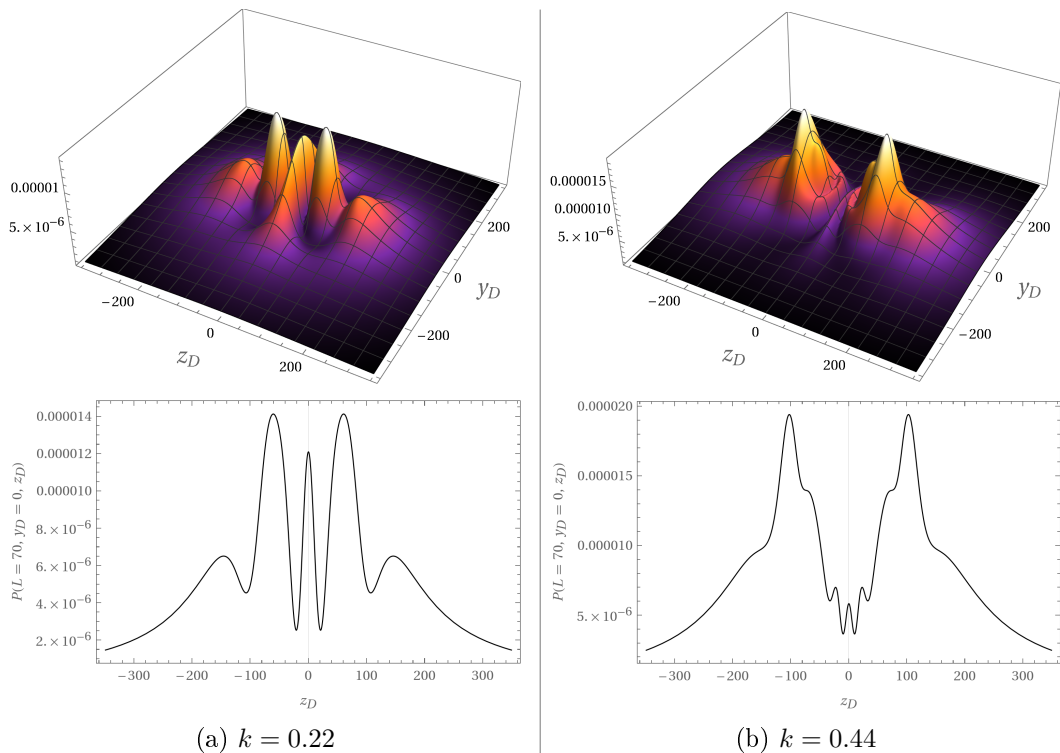 0.00001
5.×10⁻⁶
−200
0
200
z_D
200
0
−200
y_D
0.000015
0.000010
5.×10⁻⁶
−200
0
200
z_D
200
0
−200
y_D
0.000014
0.000012
0.000010
8.×10⁻⁶
6.×10⁻⁶
4.×10⁻⁶
2.×10⁻⁶
P(L = 70, y_D = 0, z_D)
−300 −200 −100 0 100 200 300
z_D
(a) k = 0.22
0.000020
0.000015
0.000010
5.×10⁻⁶
P(L = 70, y_D = 0, z_D)
−300 −200 −100 0 100 200 300
z_D
(b) k = 0.44